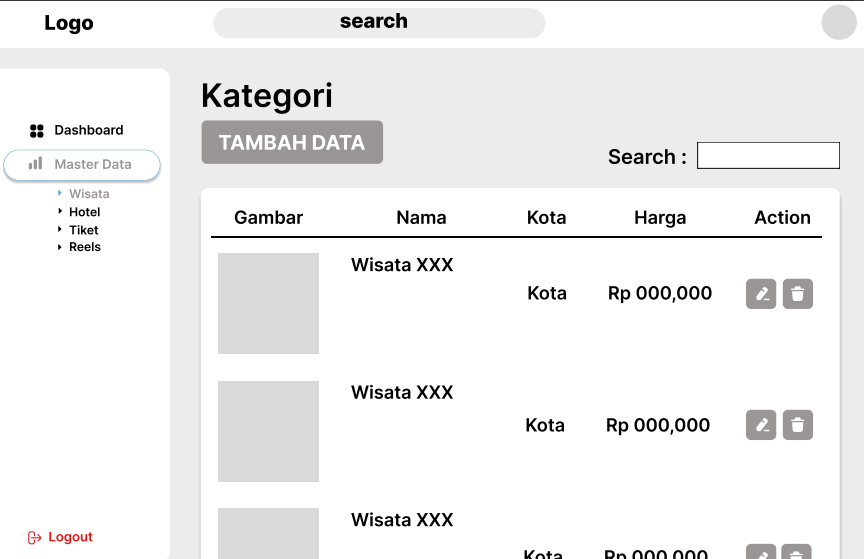 Logo
search
Dashboard
Master Data
Wisata
Hotel
Tiket
Reels
Logout
Kategori
TAMBAH DATA
Search :
Gambar Nama Kota Harga Action
Wisata XXX
Kota Rp 000,000
Wisata XXX
Kota Rp 000,000
Wisata XXX
Kota Rp 000,000